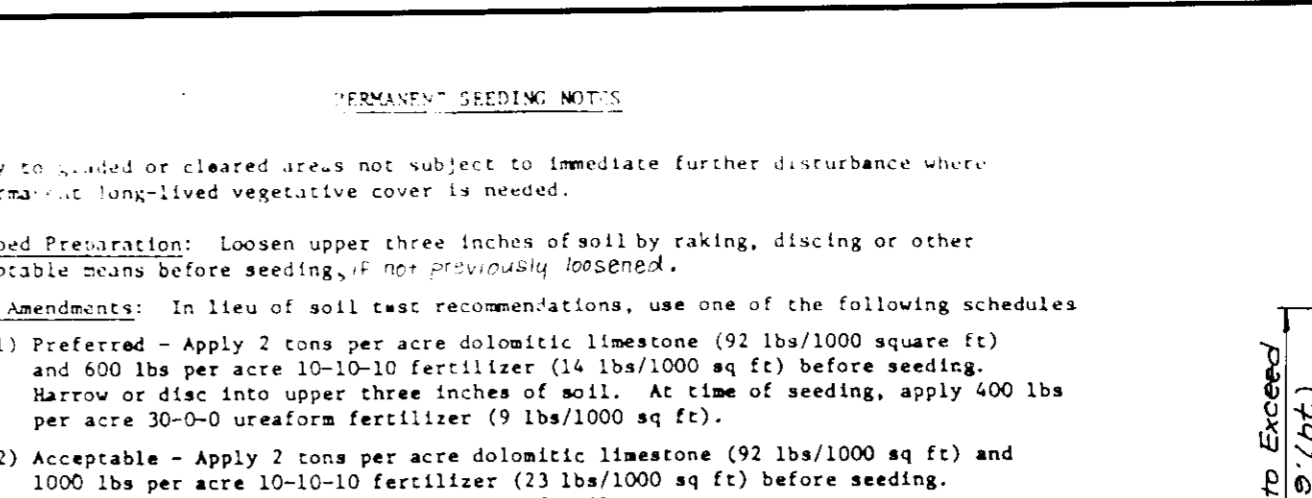 PERMANENT SEEDING NOTES
to graded or cleared areas not subject to immediate further disturbance where
long-lived vegetative cover is needed.
Preparation: Loosen upper three inches of soil by raking, discing or other
means before seeding, if not previously loosened.
Amendments: In lieu of soil test recommendations, use one of the following schedules
1) Preferred - Apply 2 tons per acre dolomitic limestone (92 lbs/1000 square ft)
and 600 lbs per acre 10-10-10 fertilizer (14 lbs/1000 sq ft) before seeding.
Harrow or disc into upper three inches of soil. At time of seeding, apply 400 lbs
per acre 30-0-0 ureaform fertilizer (9 lbs/1000 sq ft).
2) Acceptable - Apply 2 tons per acre dolomitic limestone (92 lbs/1000 sq ft) and
1000 lbs per acre 10-10-10 fertilizer (23 lbs/1000 sq ft) before seeding.
to Exceed